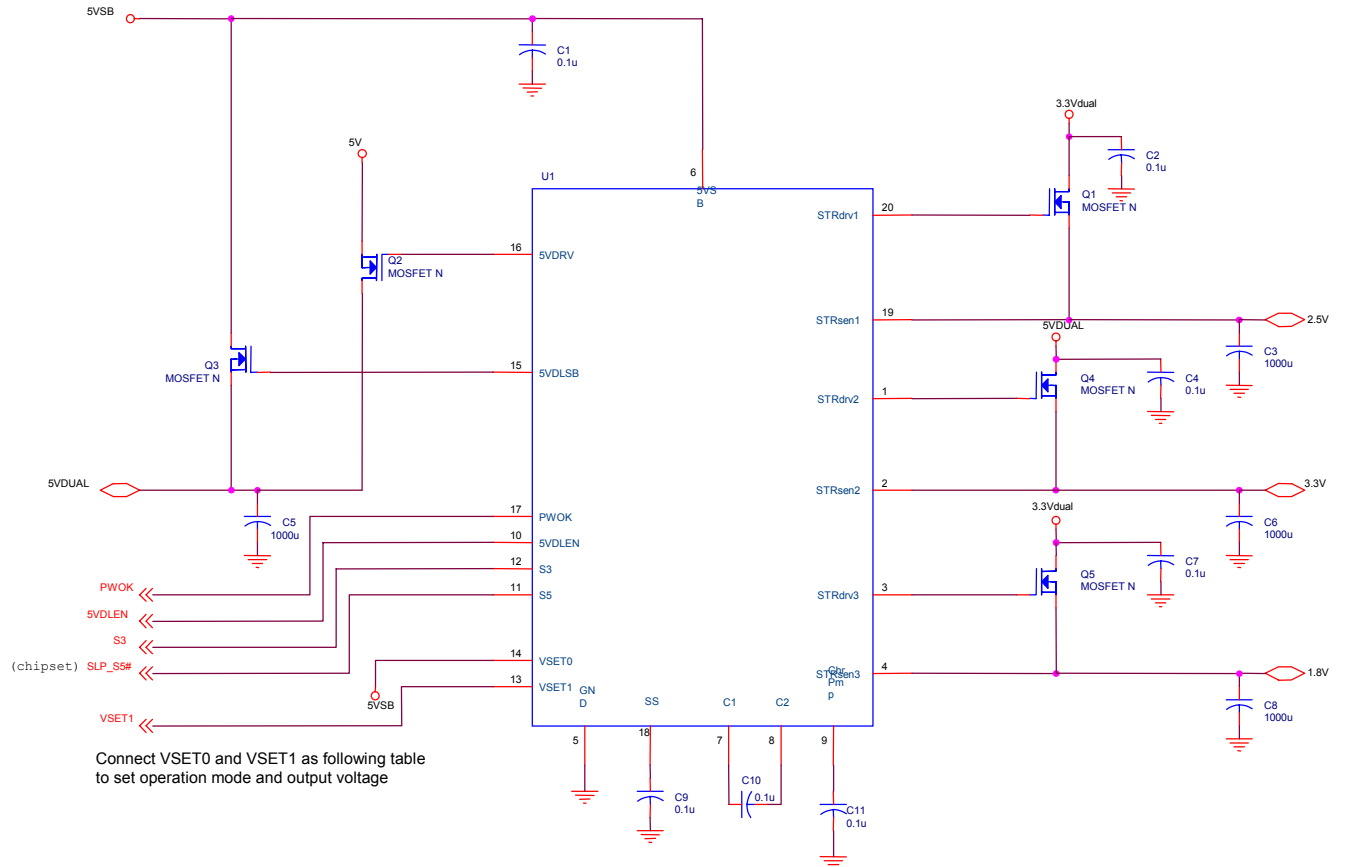 5VSB
C1
0.1u
3.3Vdual
C2
0.1u
5V
U1
6
5VS
B
Q1
MOSFET N
20
STRdrv1
16
5VDRV
Q2
MOSFET N
19
STRsen1
2.5V
5VDUAL
C3
1000u
Q3
MOSFET N
15
5VDLSB
Q4
MOSFET N
C4
0.1u
1
STRdrv2
5VDUAL
2
STRsen2
3.3V
3.3Vdual
C5
1000u
C6
1000u
17
PWOK
10
5VDLEN
12
S3
11
S5
C7
0.1u
Q5
MOSFET N
3
STRdrv3
PWOK
5VDLEN
S3
(chipset) SLP_S5#
14
VSET0
13
VSET1
5VSB
VSET1
4
STRsen3
Chr
Pm
p
1.8V
GN
D
SS
C1
C2
C8
1000u
5
18
7
8
9
Connect VSET0 and VSET1 as following table
to set operation mode and output voltage
C9
0.1u
C10
0.1u
C11
0.1u